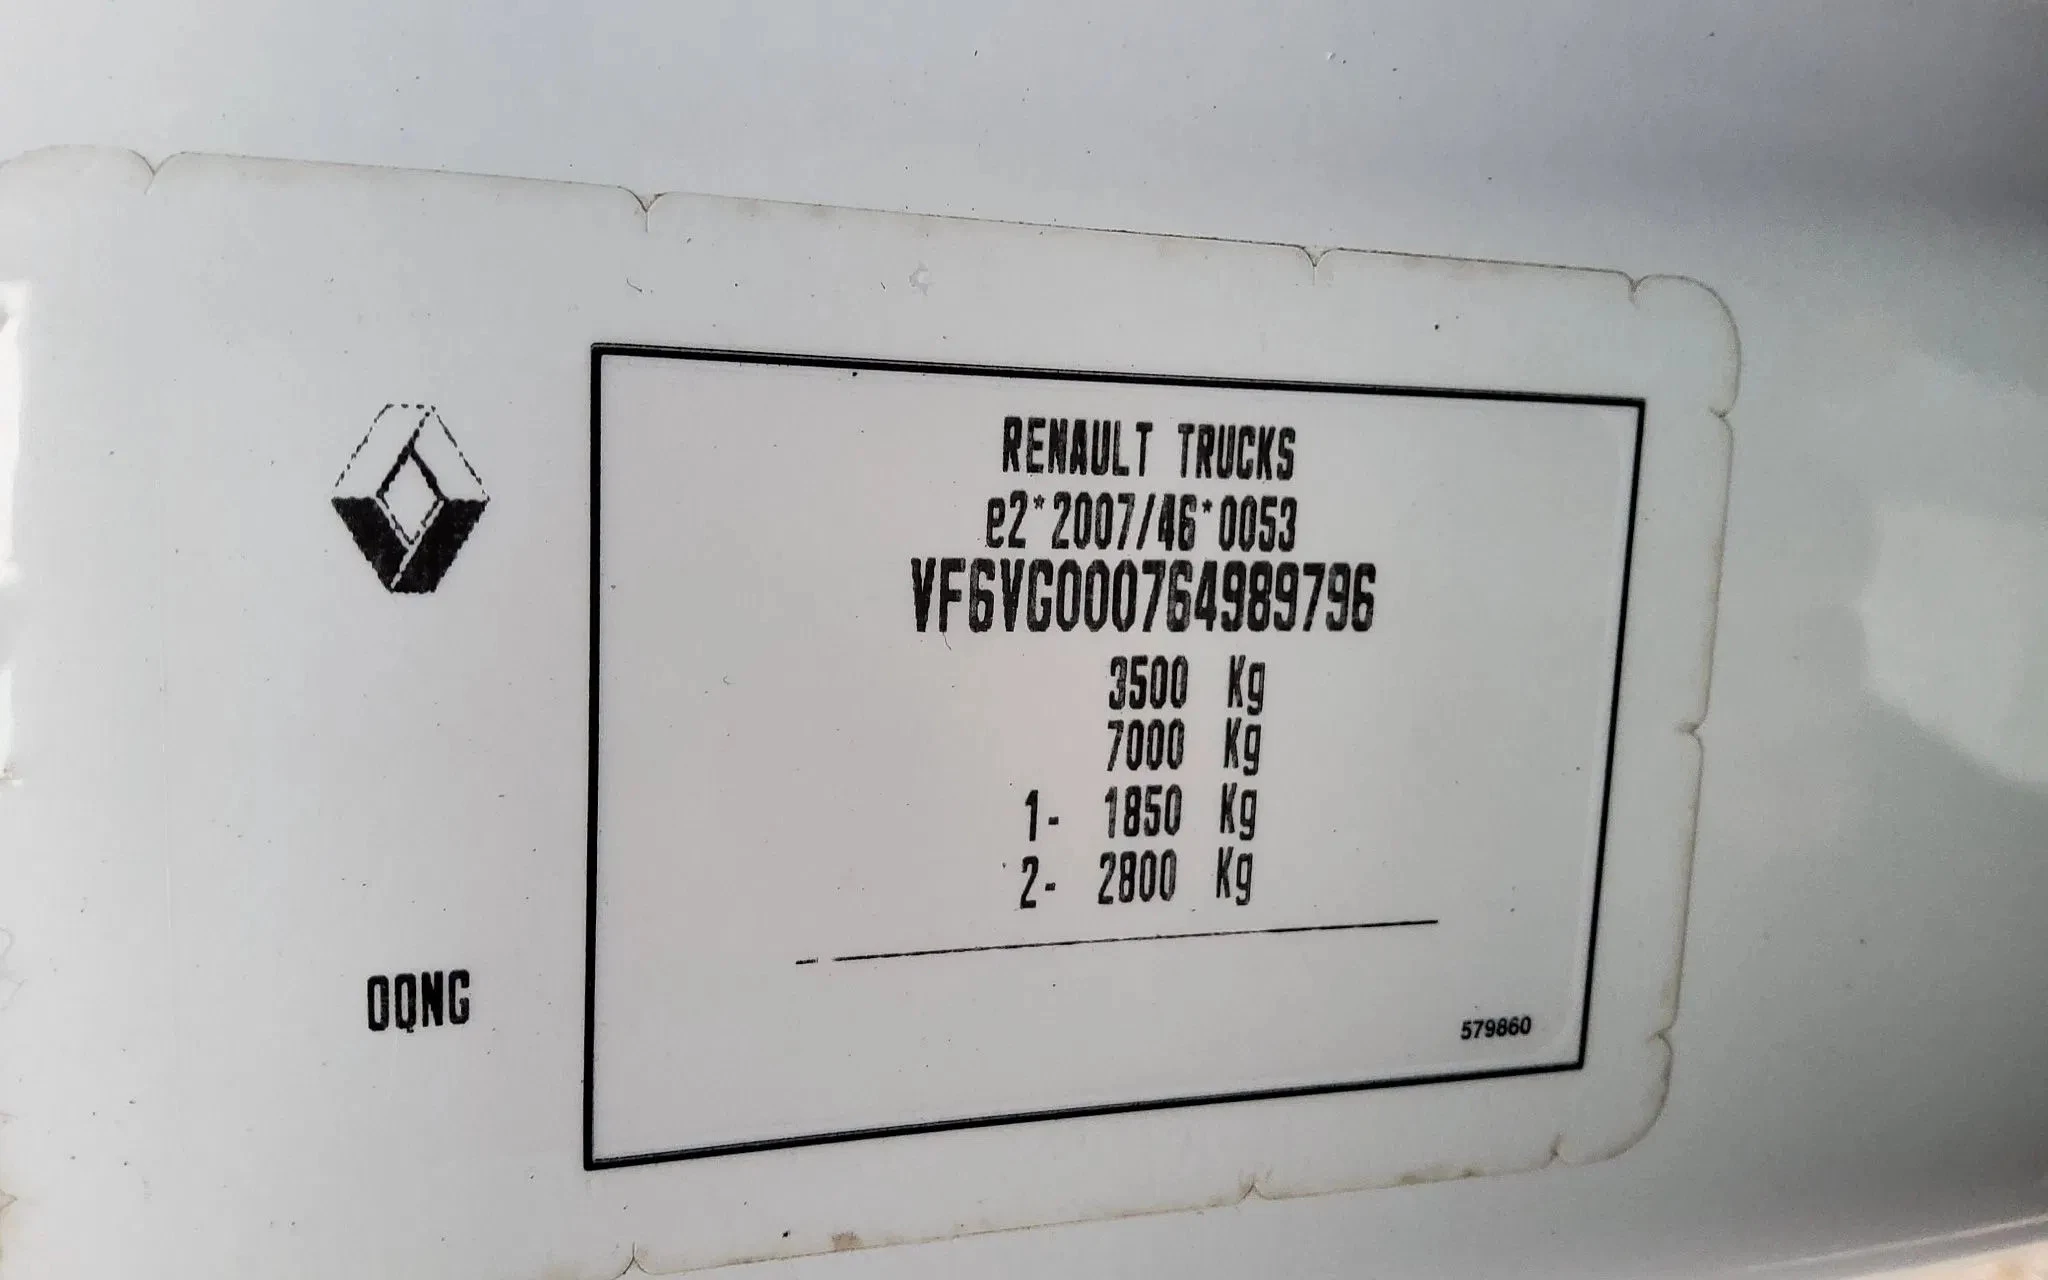 RENAULT TRUCKS
e2*2007/46*0053
VF6VG000764989796
3500 Kg
7000 Kg
1- 1850 Kg
2- 2800 Kg
0QNG
579860